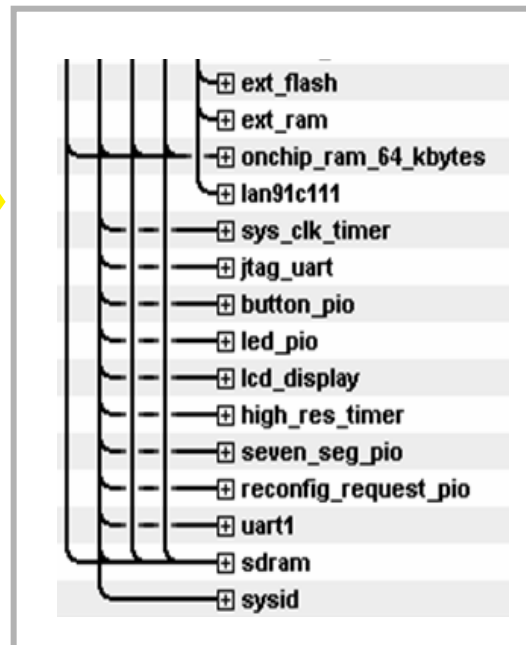 ext_flash
ext_ram
onchip_ram_64_kbytes
lan91c111
sys_clk_timer
jtag_uart
button_pio
led_pio
lcd_display
high_res_timer
seven_seg_pio
reconfig_request_pio
uart1
sdram
sysid